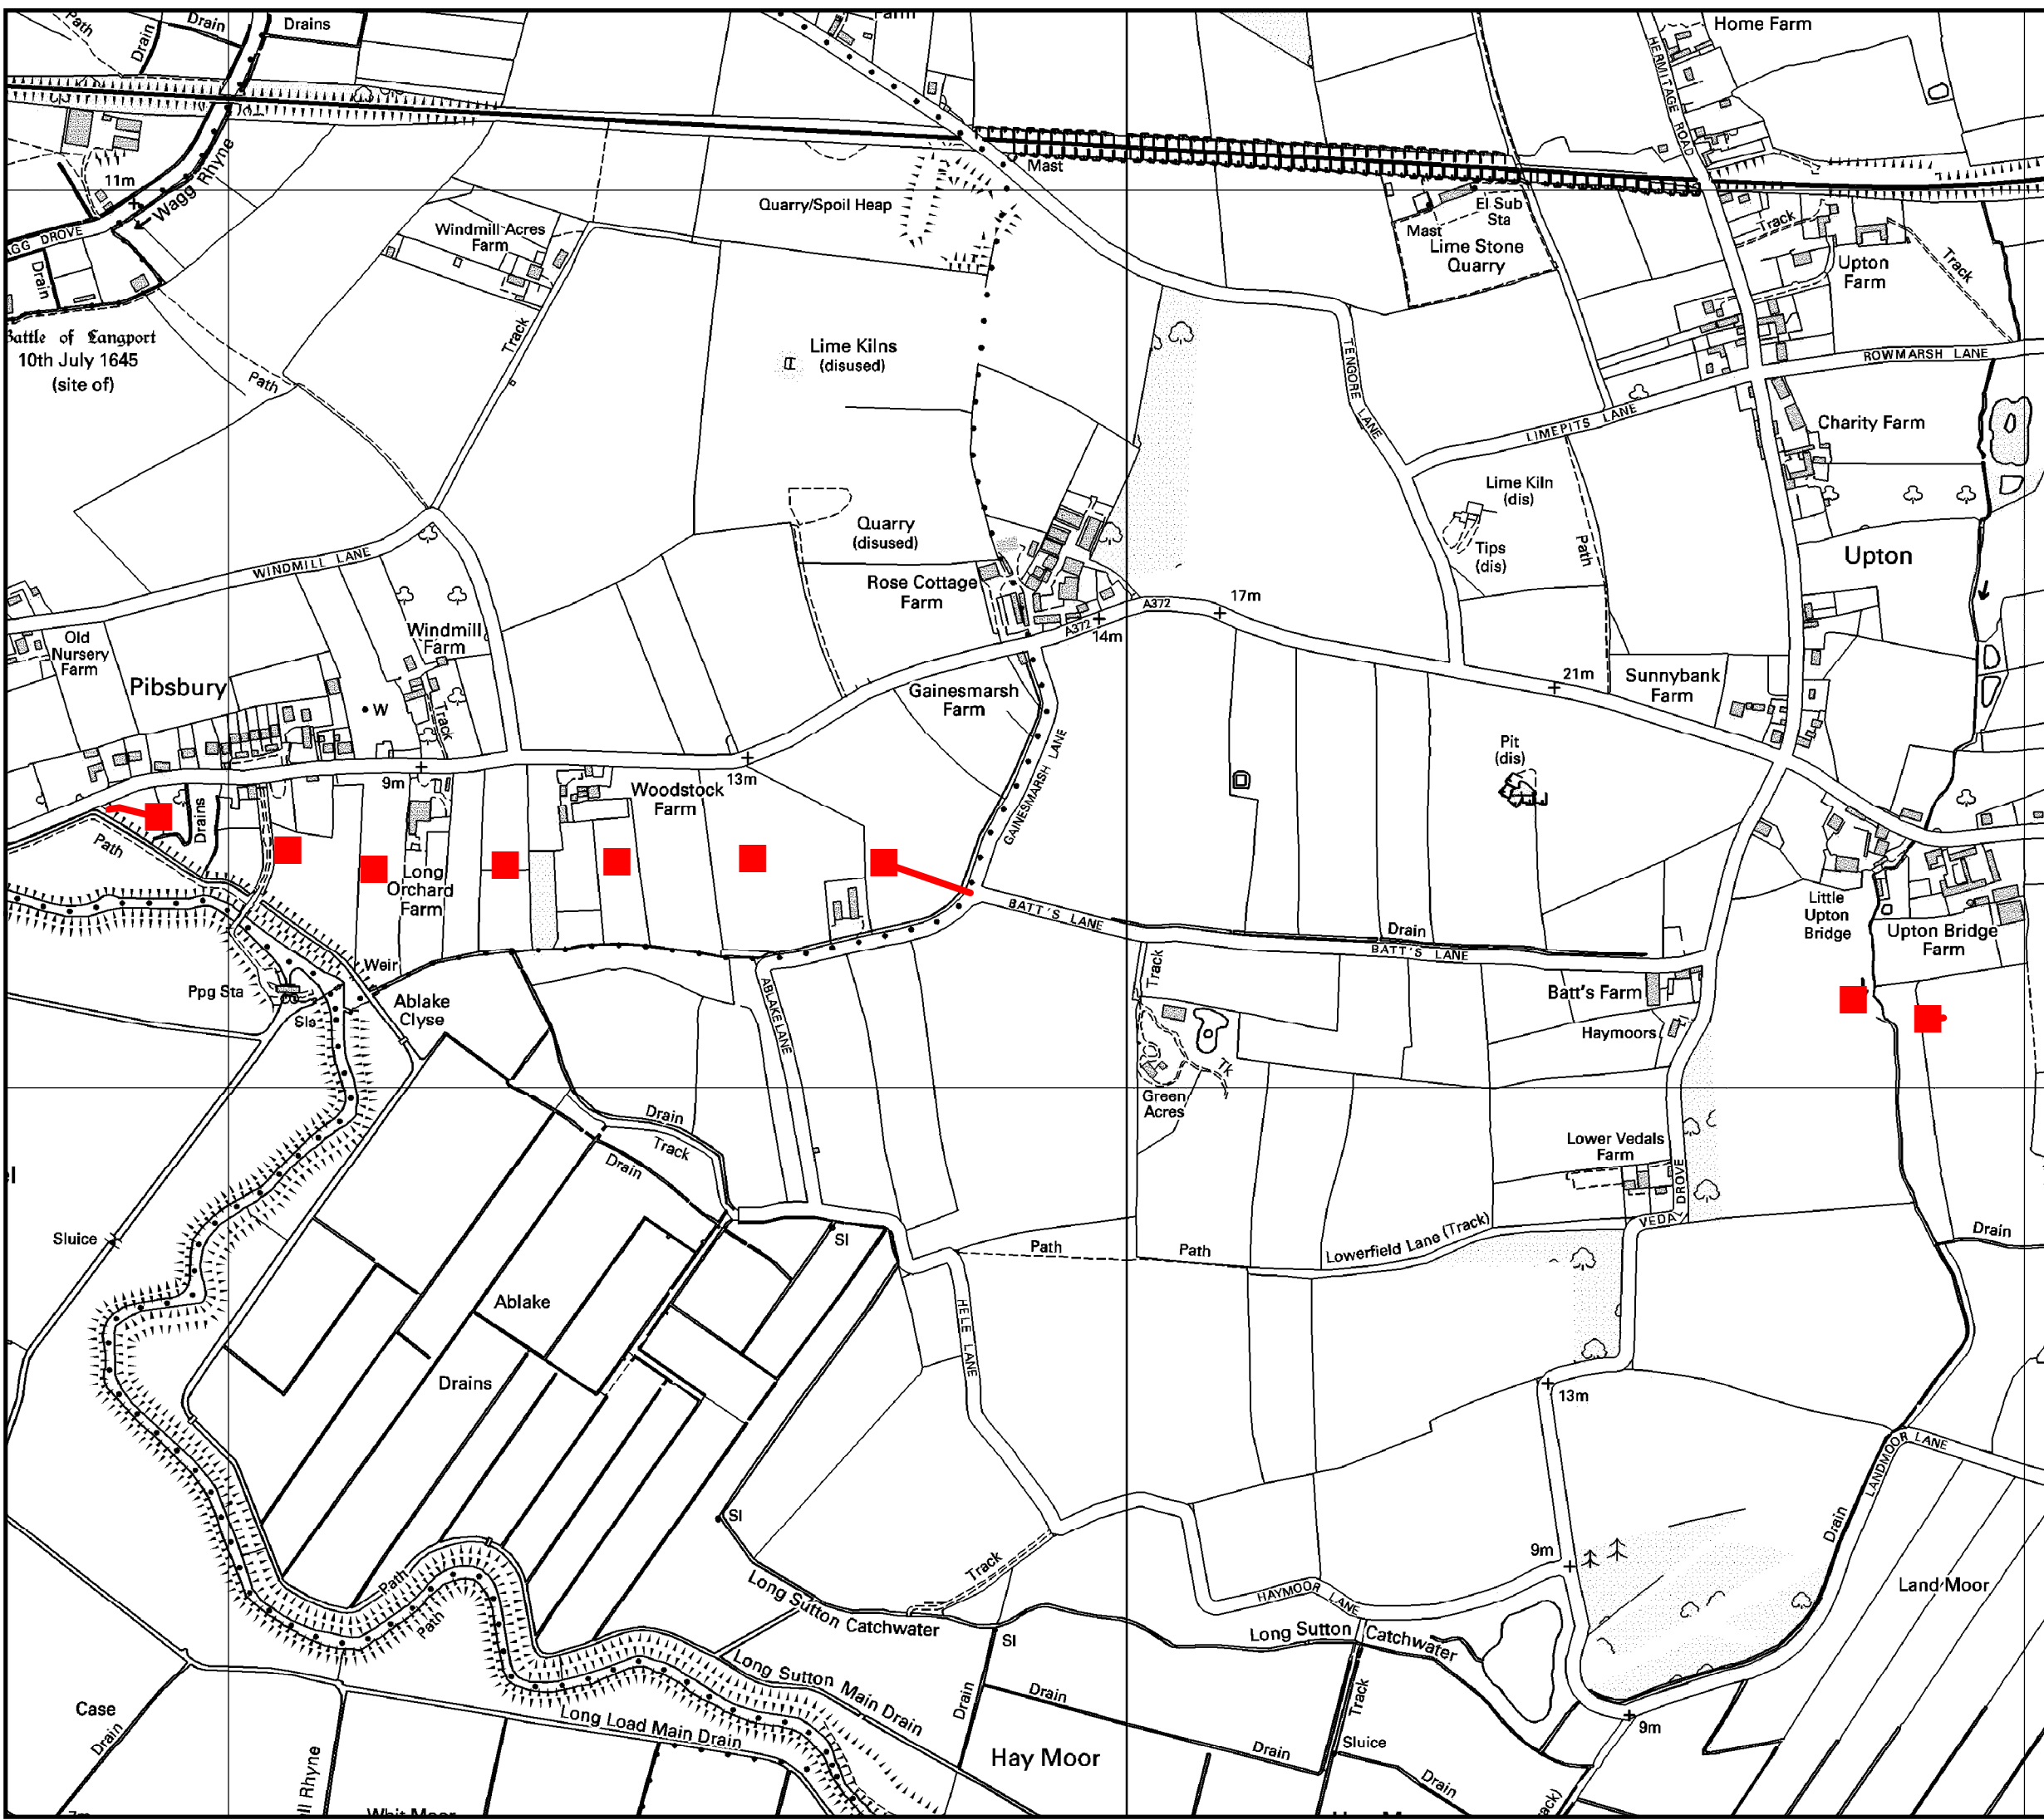 Path
Drain
Drain
Drains
Farm
Home Farm
HERMITAGE ROAD
11m
Wagg Rhyne
Mast
Quarry/Spoil Heap
El Sub
Sta
Mast
Lime Stone
Quarry
Track
Upton
Farm
Track
Windmill Acres
Farm
Track
AGG DROVE
Drain
Battle of Langport
10th July 1645
(site of)
Path
Lime Kilns
(disused)
TENGORE LANE
ROWMARSH LANE
LIMEPITS LANE
Charity Farm
Lime Kiln
(dis)
Tips
(dis)
Path
Upton
Quarry
(disused)
WINDMILL LANE
Rose Cottage
Farm
A372
A372
17m
14m
Old
Nursery
Farm
Windmill
Farm
Pibsbury
W
Track
Gainesmarsh
Farm
21m
Sunnybank
Farm
Pit
(dis)
9m
13m
Woodstock
Farm
GAINESMARSH LANE
Drains
Path
Long
Orchard
Farm
BATT'S LANE
Drain
BATT'S LANE
Little
Upton
Bridge
Upton Bridge
Farm
Weir
Ppg Sta
Sls
Ablake
Clyse
ABLAKE LANE
Track
Batt's Farm
Haymoors
Tk
Green
Acres
Drain
Track
Drain
Lower Vedals
Farm
VEDAL DROVE
Sluice
Sl
Path
Path
Lowerfield Lane (Track)
Drain
Ablake
HELE LANE
Drains
13m
LANDMOOR LANE
Sl
Drain
9m
Path
Path
Track
Long Sutton Catchwater
HAYMOOR LANE
Land Moor
Sl
Long Sutton Catchwater
Long Sutton Main Drain
Drain
Drain
Track
Case
Drain
Long Load Main Drain
9m
Hay Moor
Drain
Sluice
Drain
ll Rhyne
Whit Moor
7m